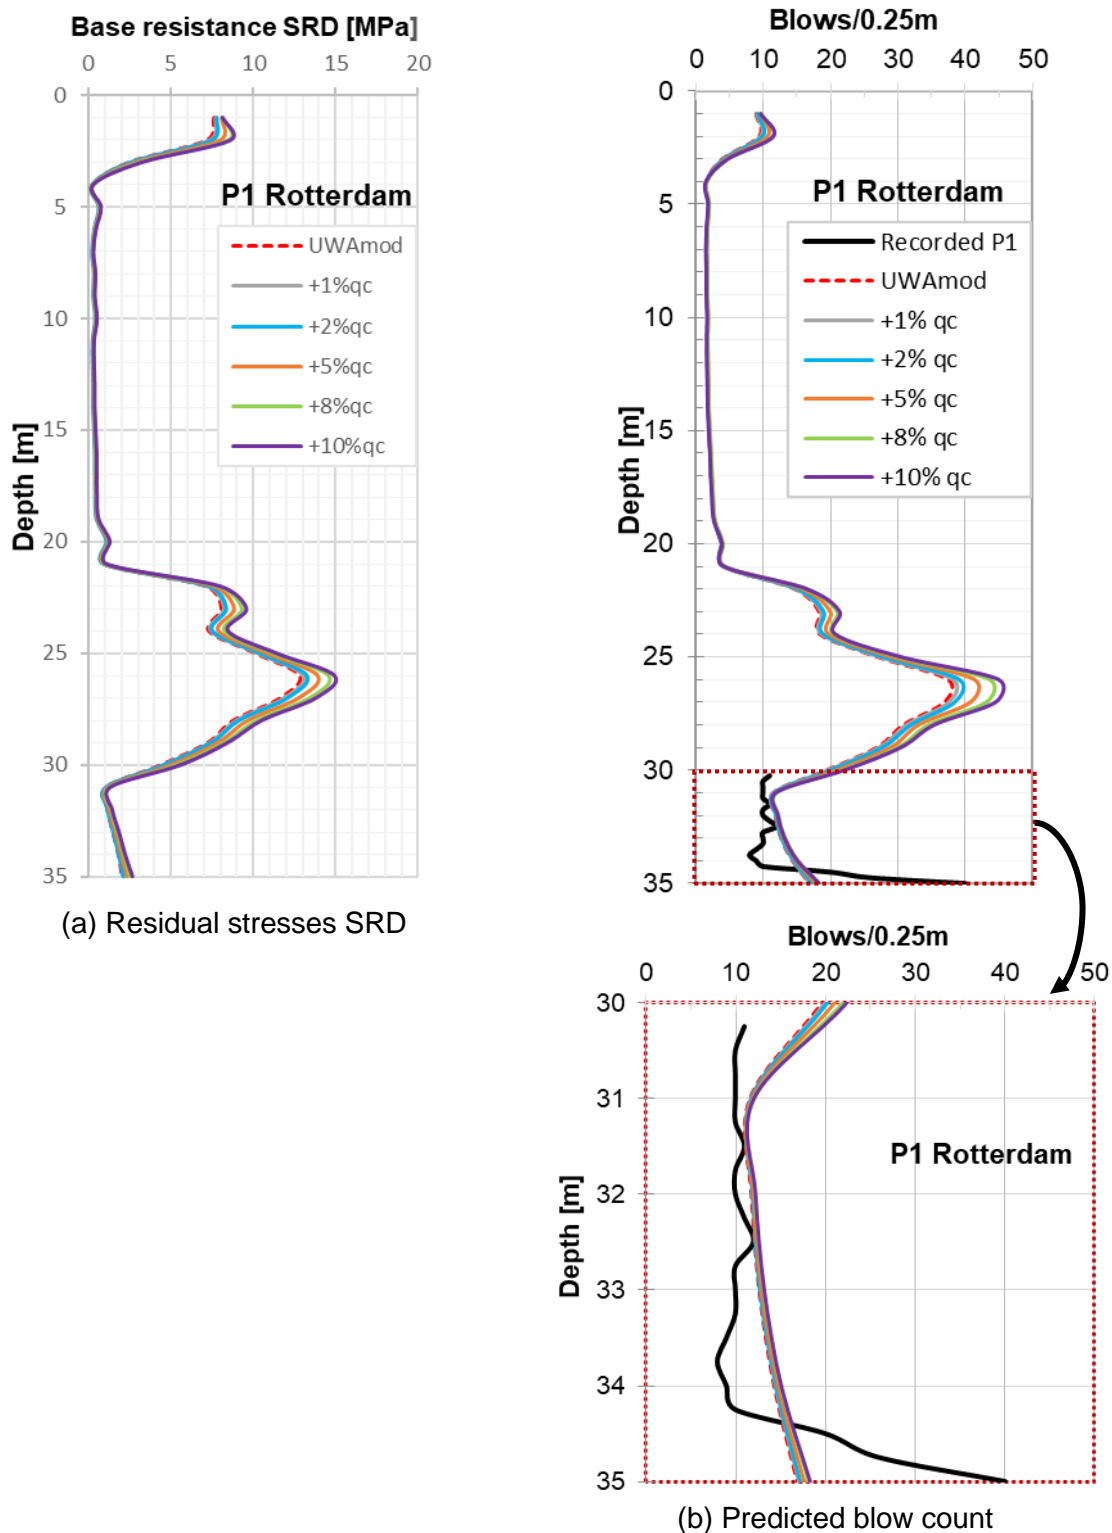 Base resistance SRD [MPa]
0 5 10 15 20
0
5
10
15
20
25
30
35
Depth [m]
P1 Rotterdam
UWAmod
+1%qc
+2%qc
+5%qc
+8%qc
+10%qc
(a) Residual stresses SRD
Blows/0.25m
0 10 20 30 40 50
0
5
10
15
20
25
30
35
Depth [m]
P1 Rotterdam
Recorded P1
UWAmod
+1% qc
+2% qc
+5% qc
+8% qc
+10% qc
Blows/0.25m
0 10 20 30 40 50
30
31
32
33
34
35
Depth [m]
P1 Rotterdam
(b) Predicted blow count